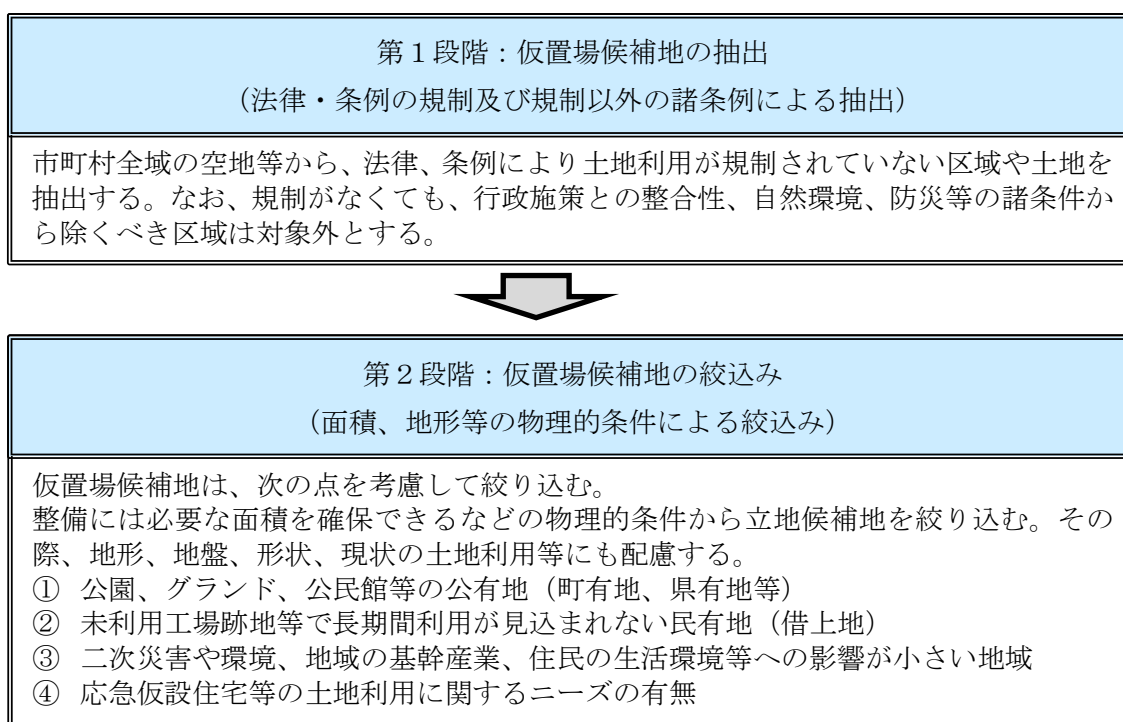 第１段階：仮置場候補地の抽出
（法律・条例の規制及び規制以外の諸条例による抽出）
市町村全域の空地等から、法律、条例により土地利用が規制されていない区域や土地を
抽出する。なお、規制がなくても、行政施策との整合性、自然環境、防災等の諸条件か
ら除くべき区域は対象外とする。
第２段階：仮置場候補地の絞込み
（面積、地形等の物理的条件による絞込み）
仮置場候補地は、次の点を考慮して絞り込む。
整備には必要な面積を確保できるなどの物理的条件から立地候補地を絞り込む。その
際、地形、地盤、形状、現状の土地利用等にも配慮する。
① 公園、グランド、公民館等の公有地（町有地、県有地等）
② 未利用工場跡地等で長期間利用が見込まれない民有地（借上地）
③ 二次災害や環境、地域の基幹産業、住民の生活環境等への影響が小さい地域
④ 応急仮設住宅等の土地利用に関するニーズの有無